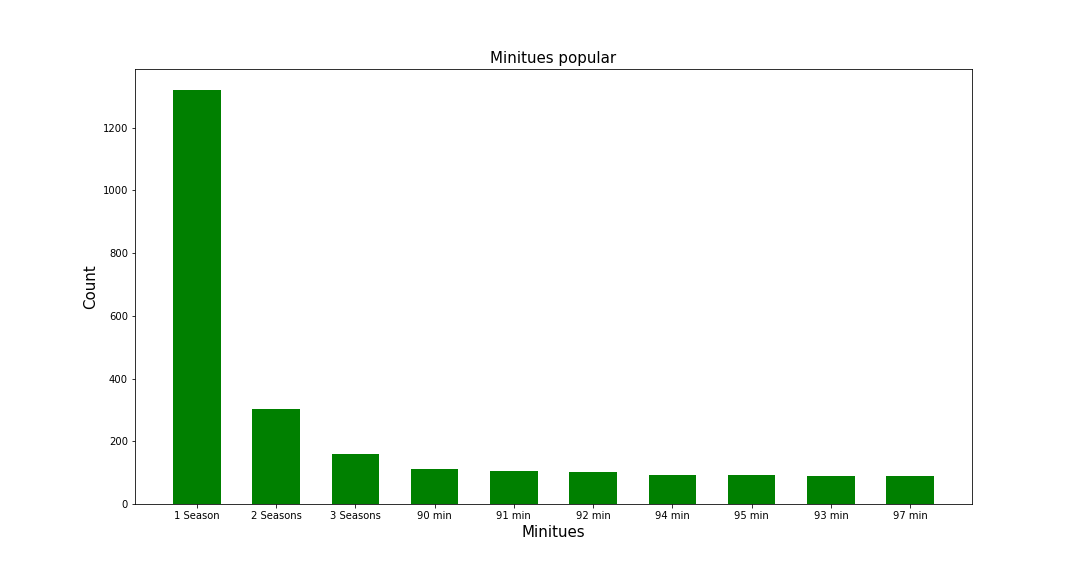 Minitues popular
Count
1200
1000
800
600
400
200
0
1 Season 2 Seasons 3 Seasons 90 min 91 min 92 min 94 min 95 min 93 min 97 min
Minitues